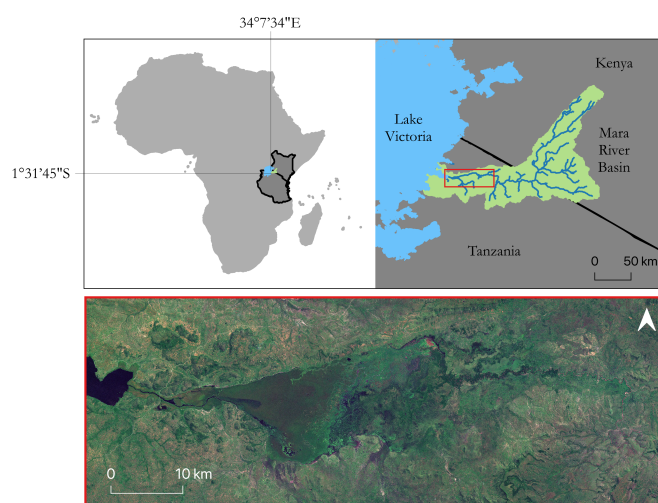 34°7'34"E
1°31'45"S
Kenya
Lake
Victoria
Mara
River
Basin
Tanzania
0 50 km
0 10 km